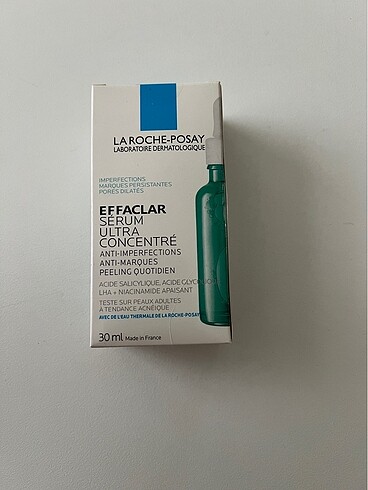 LA ROCHE-POSAY
LABORATOIRE DERMATOLOGIQUE
IMPERFECTIONS
MARQUES PERSISTANTES
PORES DILATÉS
EFFACLAR
SÉRUM
ULTRA
CONCENTRÉ
ANTI-IMPERFECTIONS
ANTI-MARQUES
PEELING QUOTIDIEN
ACIDE SALICYLIQUE, ACIDE GLYCOLIQUE
LHA + NIACINAMIDE APAISANT
TESTÉ SUR PEAUX ADULTES
À TENDANCE ACNÉIQUE
AVEC DE L'EAU THERMALE DE LA ROCHE-POSAY
30 ml Made in France